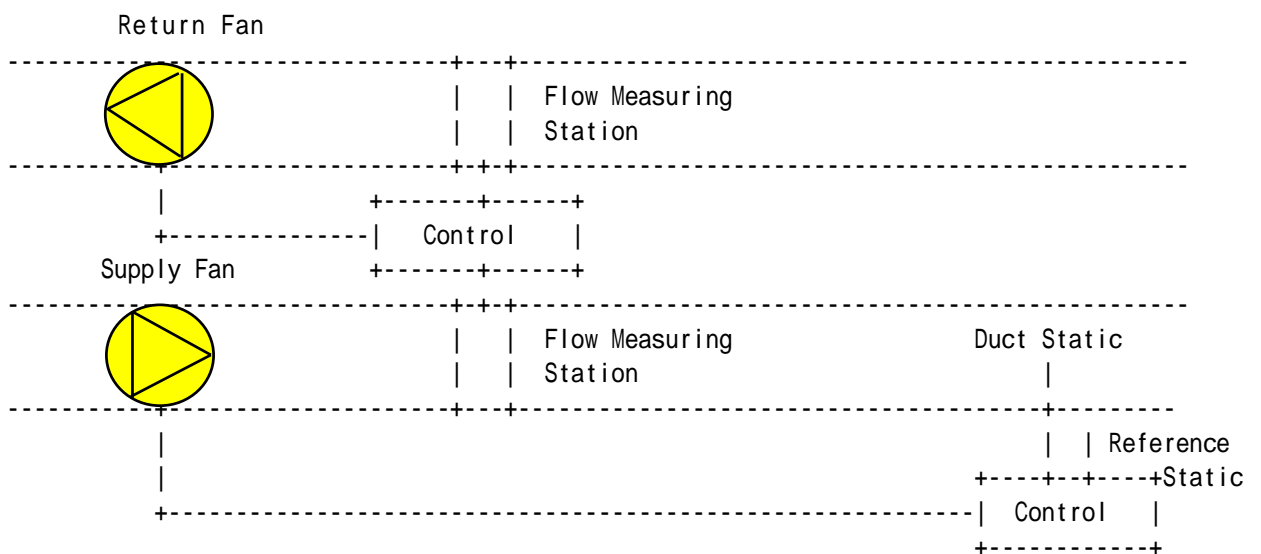 Return Fan
Flow Measuring
Station
Control
Supply Fan
Flow Measuring
Station
Duct Static
Reference
Static
Control